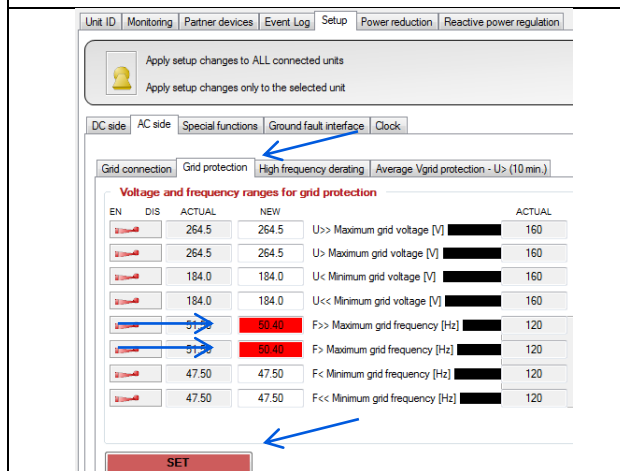 Unit ID Monitoring Partner devices Event Log Setup Power reduction Reactive power regulation
Apply setup changes to ALL connected units
Apply setup changes only to the selected unit
DC side AC side Special functions Ground fault interface Clock
Grid connection Grid protection High frequency derating Average Vgrid protection - U> (10 min.)
Voltage and frequency ranges for grid protection
EN DIS ACTUAL NEW ACTUAL
264.5 264.5 U>> Maximum grid voltage [V] 160
264.5 264.5 U> Maximum grid voltage [V] 160
184.0 184.0 U< Minimum grid voltage [V] 160
184.0 184.0 U<< Minimum grid voltage [V] 160
50.40 F>> Maximum grid frequency [Hz] 120
50.40 F> Maximum grid frequency [Hz] 120
47.50 47.50 F< Minimum grid frequency [Hz] 120
47.50 47.50 F<< Minimum grid frequency [Hz] 120
SET